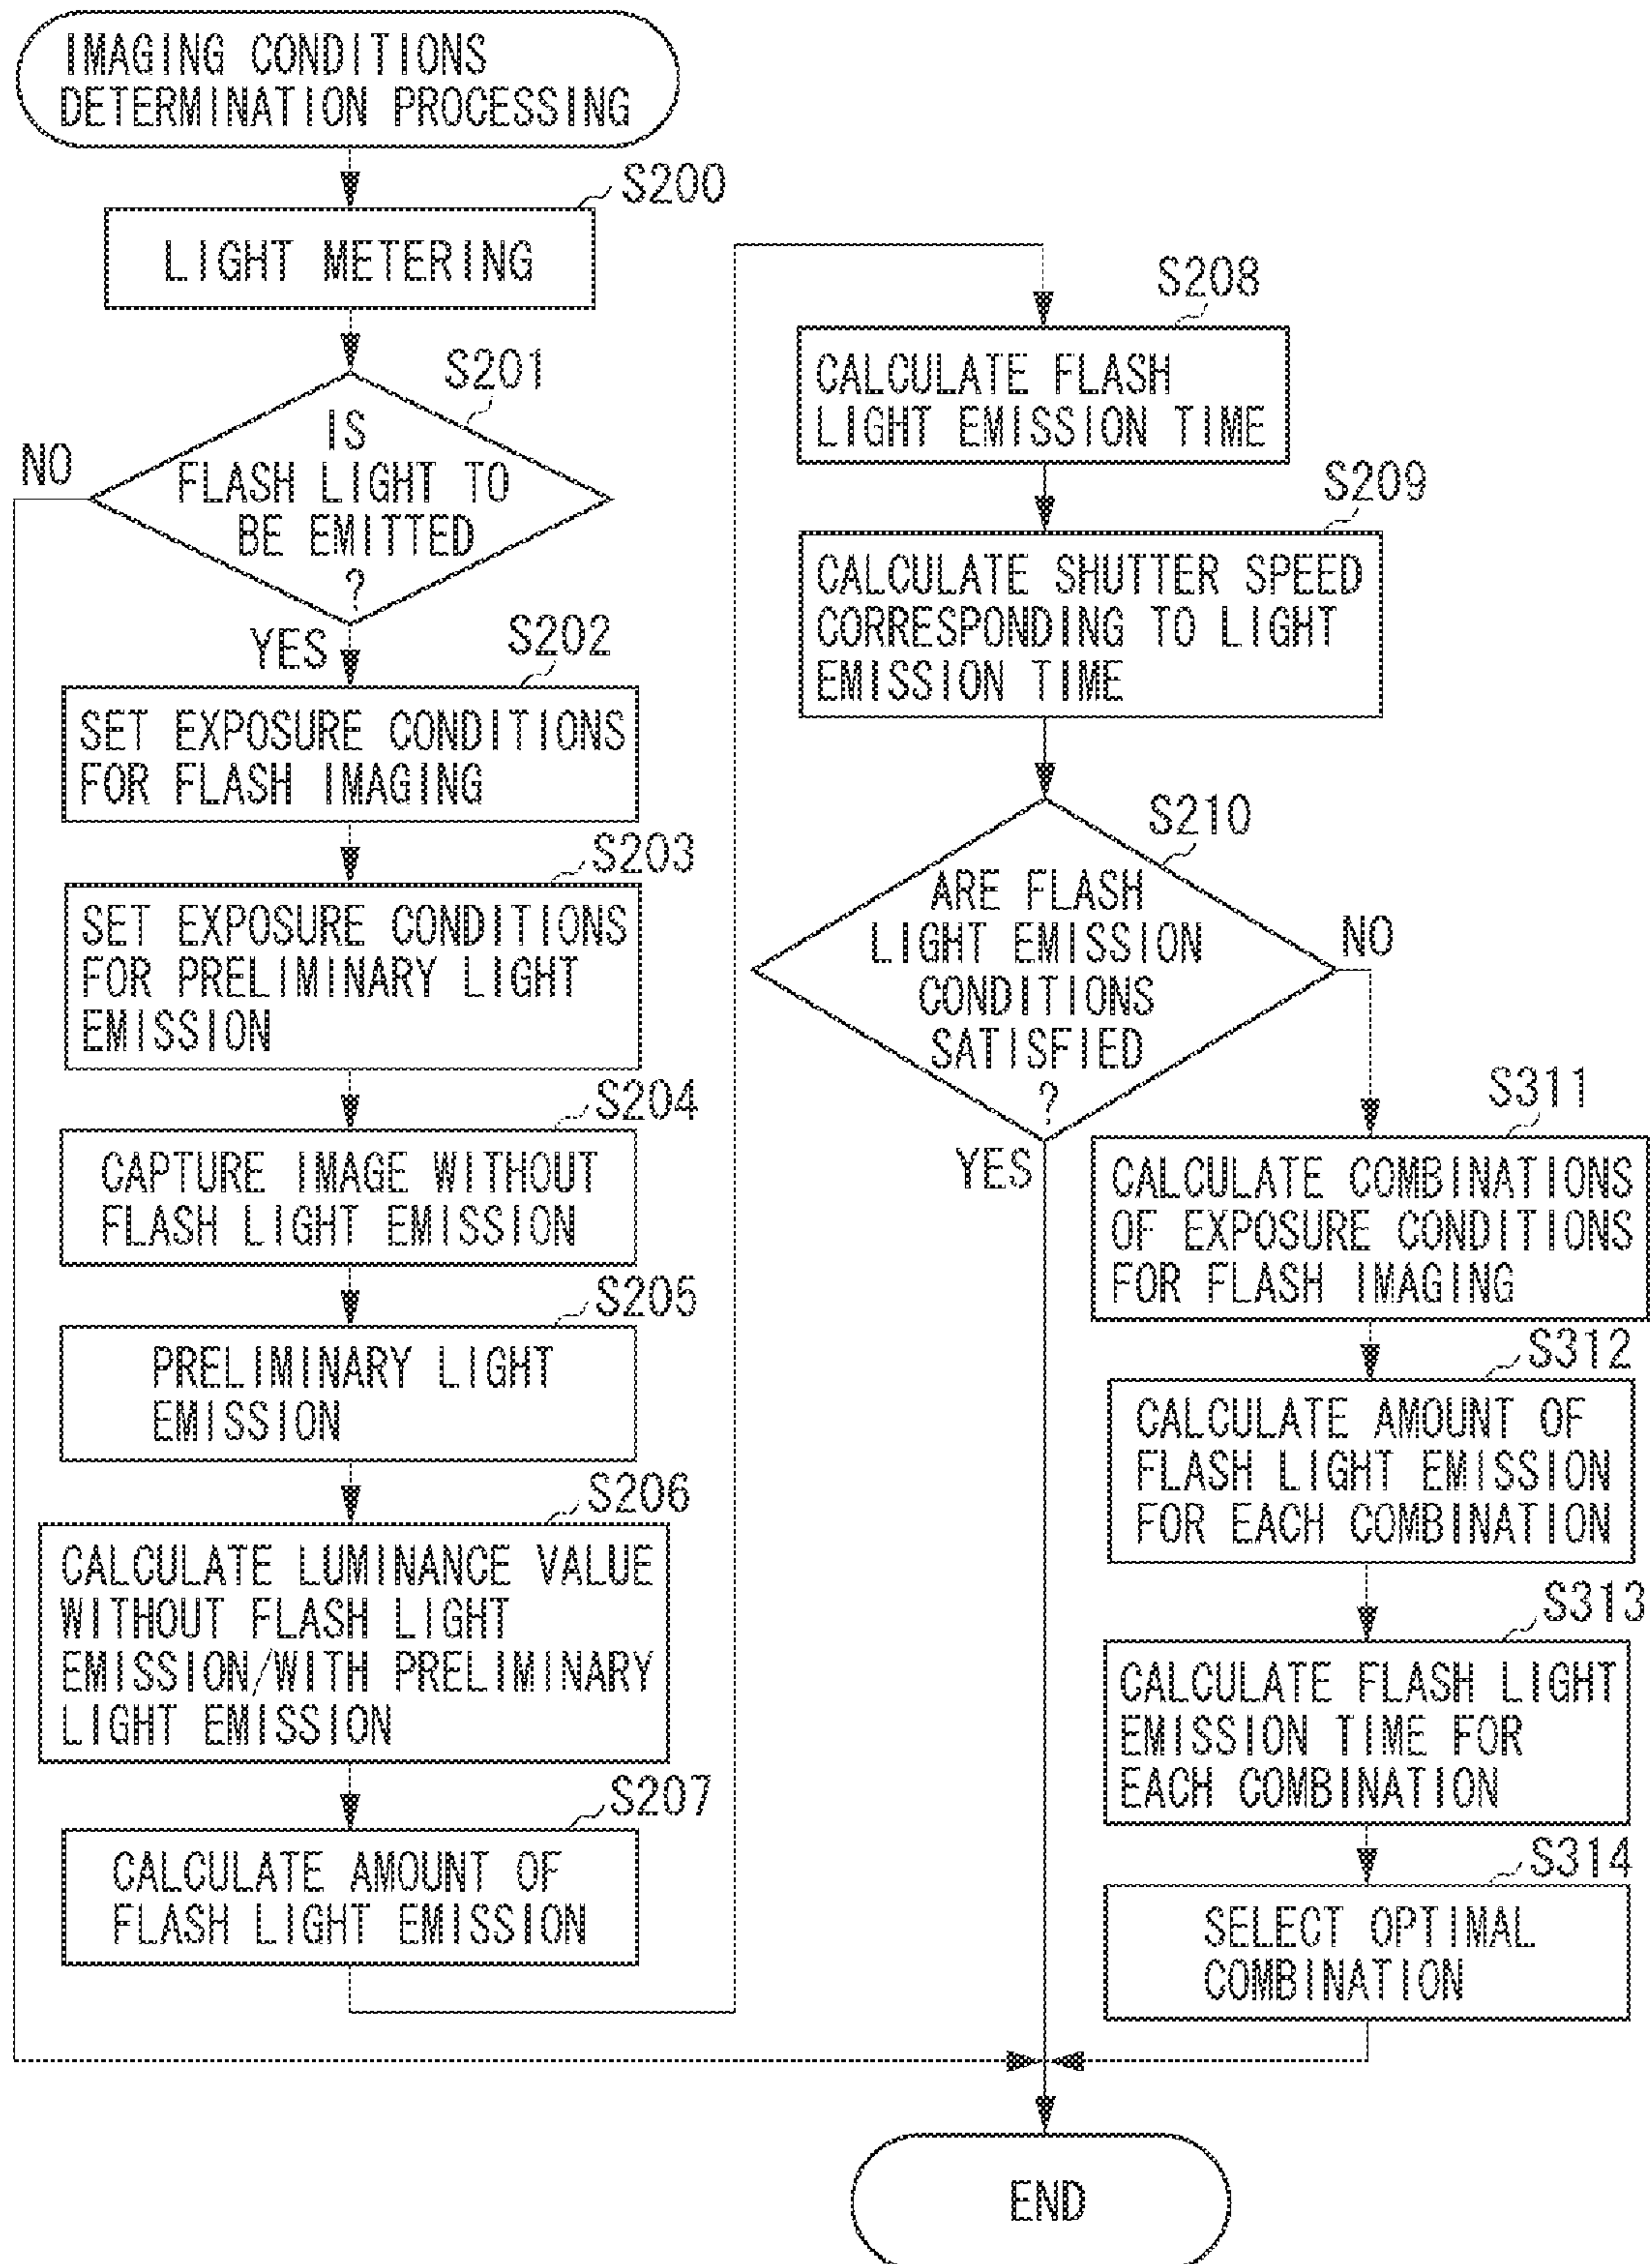 IMAGING CONDITIONS
DETERMINATION PROCESSING
S200
LIGHT METERING
S201
IS
FLASH LIGHT TO
BE EMITTED
?
NO
YES
S202
SET EXPOSURE CONDITIONS
FOR FLASH IMAGING
S203
SET EXPOSURE CONDITIONS
FOR PRELIMINARY LIGHT
EMISSION
S204
CAPTURE IMAGE WITHOUT
FLASH LIGHT EMISSION
S205
PRELIMINARY LIGHT
EMISSION
S206
CALCULATE LUMINANCE VALUE
WITHOUT FLASH LIGHT
EMISSION/WITH PRELIMINARY
LIGHT EMISSION
S207
CALCULATE AMOUNT OF
FLASH LIGHT EMISSION
S208
CALCULATE FLASH
LIGHT EMISSION TIME
S209
CALCULATE SHUTTER SPEED
CORRESPONDING TO LIGHT
EMISSION TIME
S210
ARE FLASH
LIGHT EMISSION
CONDITIONS
SATISFIED
?
NO
YES
S311
CALCULATE COMBINATIONS
OF EXPOSURE CONDITIONS
FOR FLASH IMAGING
S312
CALCULATE AMOUNT OF
FLASH LIGHT EMISSION
FOR EACH COMBINATION
S313
CALCULATE FLASH LIGHT
EMISSION TIME FOR
EACH COMBINATION
S314
SELECT OPTIMAL
COMBINATION
END